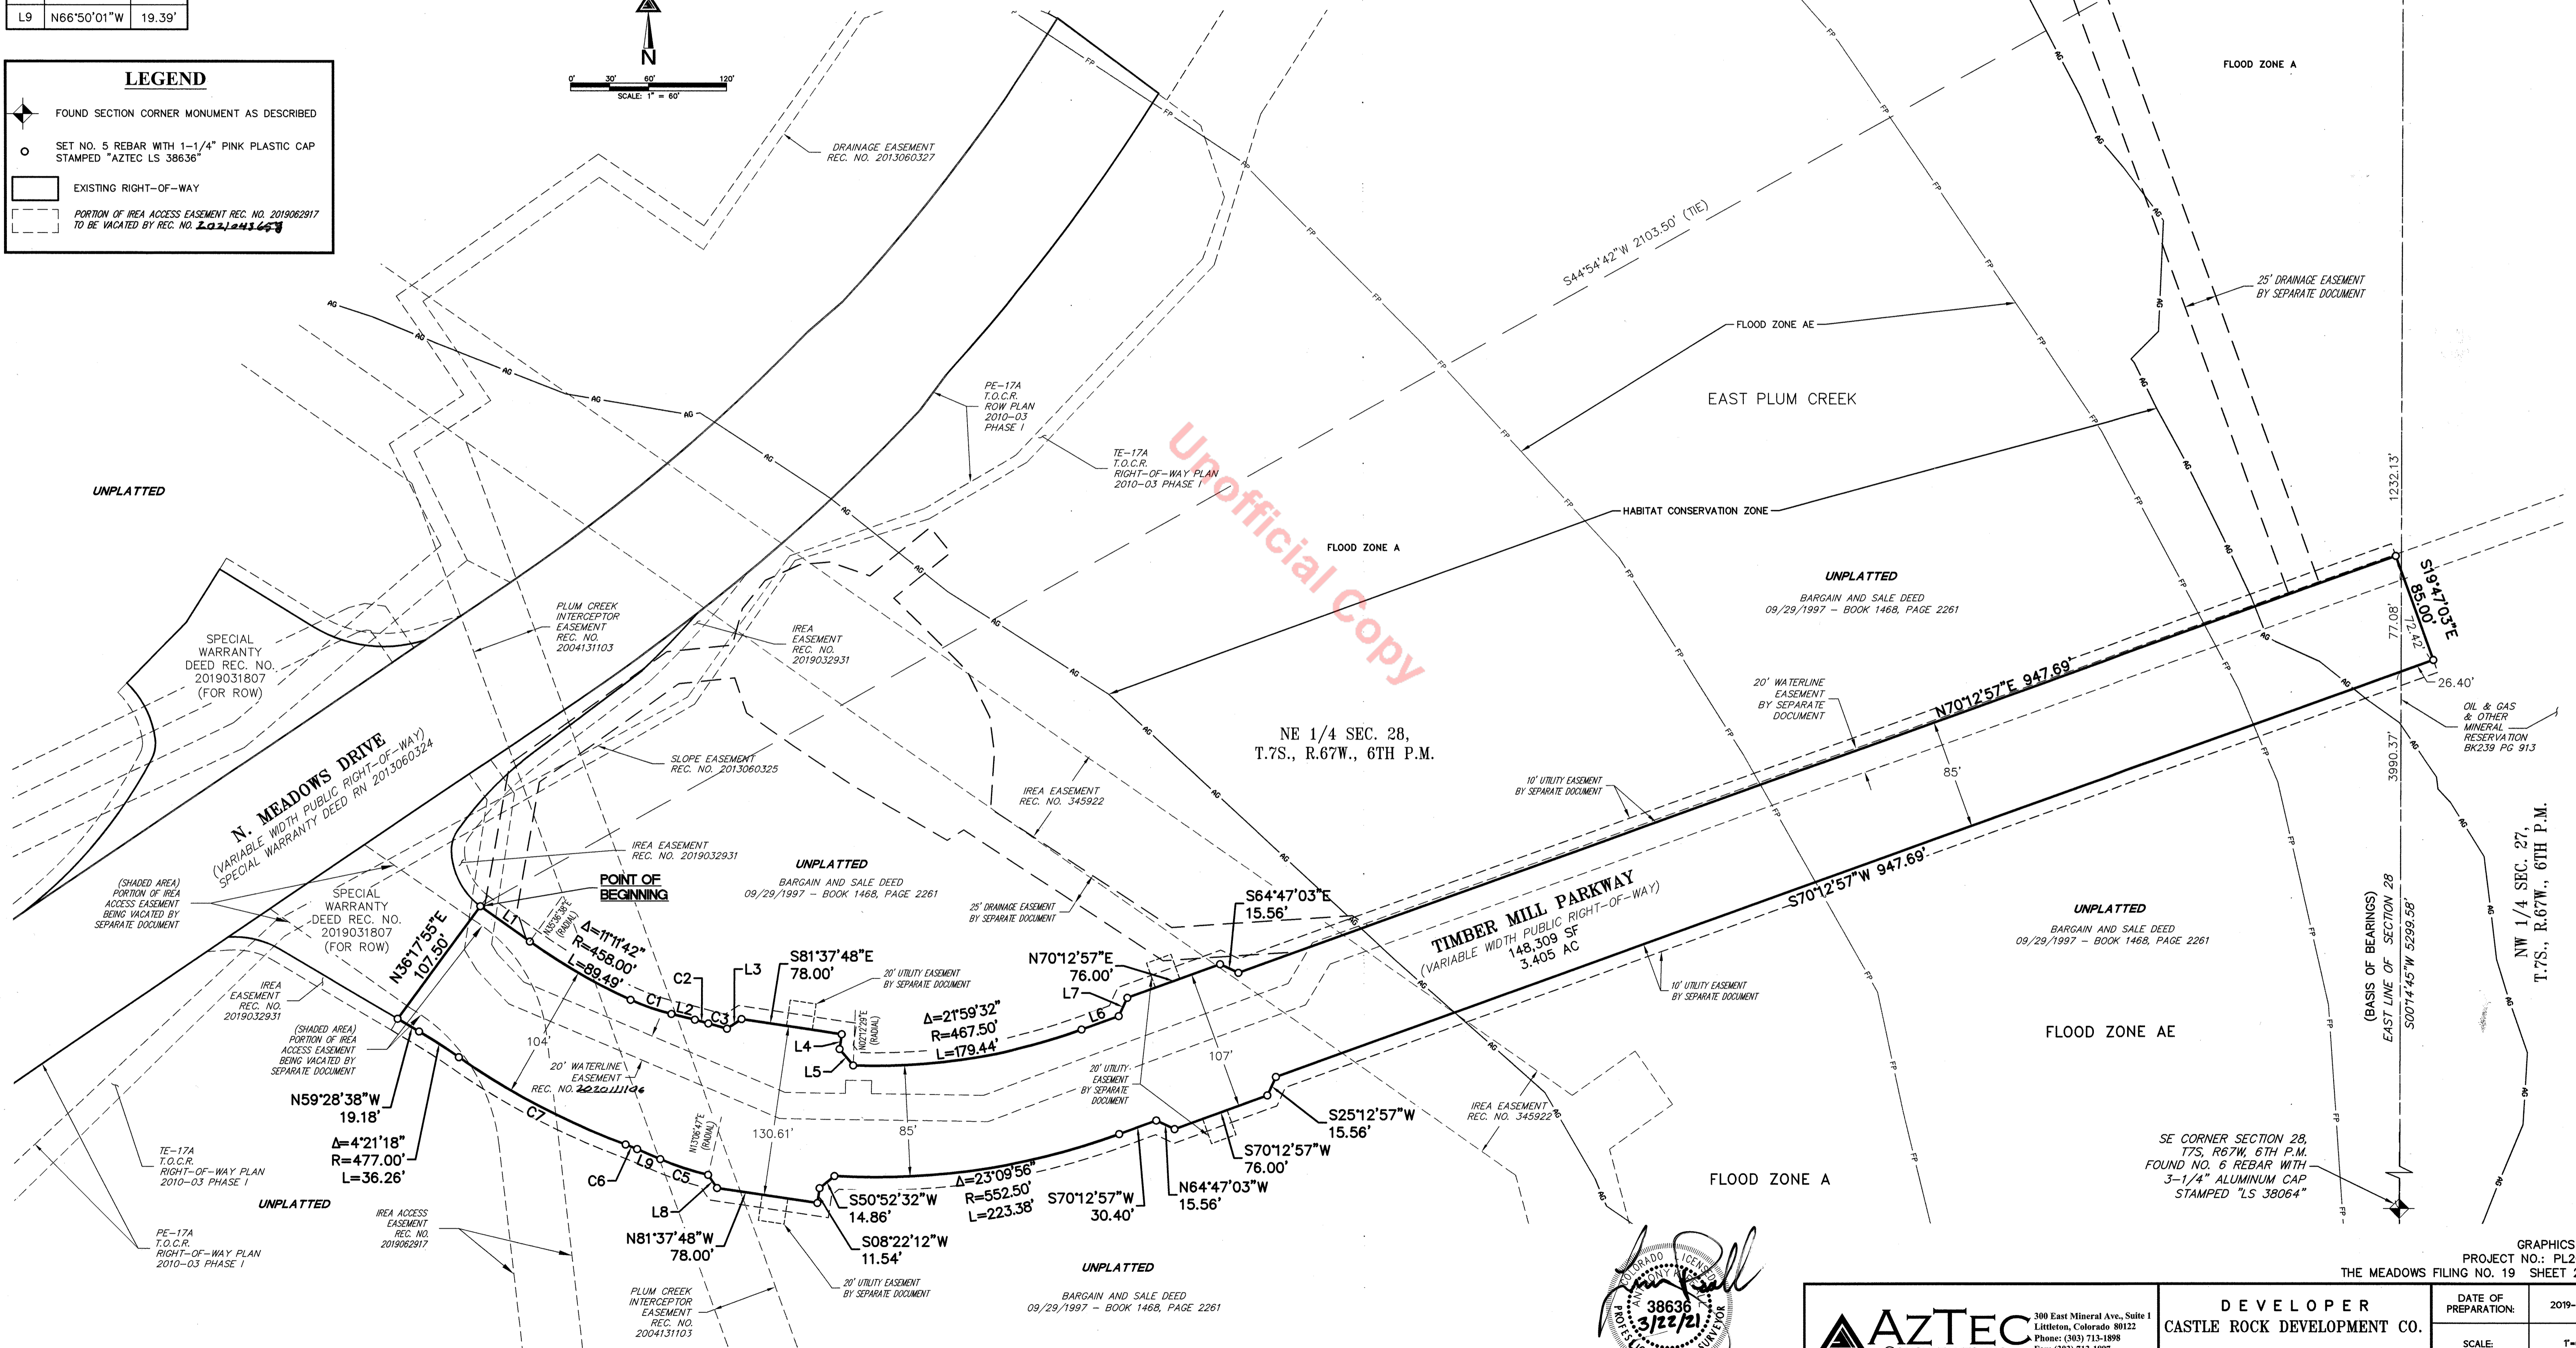 L9 N66°50'01"W 19.39'
LEGEND
FOUND SECTION CORNER MONUMENT AS DESCRIBED
SET NO. 5 REBAR WITH 1-1/4" PINK PLASTIC CAP
STAMPED "AZTEC LS 38636"
EXISTING RIGHT-OF-WAY
PORTION OF IREA ACCESS EASEMENT REC. NO. 2019062917
TO BE VACATED BY REC. NO.
N
0' 30' 60' 120'
SCALE: 1" = 60'
DRAINAGE EASEMENT
REC. NO. 2013060327
FLOOD ZONE A
S44°54'42"W 2103.50' (TIE)
25' DRAINAGE EASEMENT
BY SEPARATE DOCUMENT
FLOOD ZONE AE
EAST PLUM CREEK
PE-17A
T.O.C.R.
ROW PLAN
2010-03
PHASE I
TE-17A
T.O.C.R.
RIGHT-OF-WAY PLAN
2010-03 PHASE I
Unofficial Copy
UNPLATTED
1232.13'
HABITAT CONSERVATION ZONE
FLOOD ZONE A
UNPLATTED
BARGAIN AND SALE DEED
09/29/1997 - BOOK 1468, PAGE 2261
S19°47'03"E
85.00'
72.42'
77.08'
26.40'
PLUM CREEK
INTERCEPTOR
EASEMENT
REC. NO.
2004131103
IREA
EASEMENT
REC. NO.
2019032931
SPECIAL
WARRANTY
DEED REC. NO.
2019031807
(FOR ROW)
20' WATERLINE
EASEMENT
BY SEPARATE
DOCUMENT
N70°12'57"E 947.69'
OIL & GAS
& OTHER
MINERAL
RESERVATION
BK239 PG 913
NE 1/4 SEC. 28,
T.7S., R.67W., 6TH P.M.
N. MEADOWS DRIVE
(VARIABLE WIDTH PUBLIC RIGHT-OF-WAY)
SPECIAL WARRANTY DEED RN 2013060324
SLOPE EASEMENT
REC. NO. 2013060325
IREA EASEMENT
REC. NO. 345922
10' UTILITY EASEMENT
BY SEPARATE DOCUMENT
85'
3990.37'
IREA EASEMENT
REC. NO. 2019032931
UNPLATTED
BARGAIN AND SALE DEED
09/29/1997 - BOOK 1468, PAGE 2261
POINT OF
BEGINNING
(SHADED AREA)
PORTION OF IREA
ACCESS EASEMENT
BEING VACATED BY
SEPARATE DOCUMENT
SPECIAL
WARRANTY
DEED REC. NO.
2019031807
(FOR ROW)
N36°17'55"E
107.50'
L1
N35°36'38"E
(RADIAL)
Δ=11°11'42"
R=458.00'
L=89.49'
25' DRAINAGE EASEMENT
BY SEPARATE DOCUMENT
S64°47'03"E
15.56'
TIMBER MILL PARKWAY
(VARIABLE WIDTH PUBLIC RIGHT-OF-WAY)
148,309 SF
3.405 AC
S70°12'57"W 947.69'
UNPLATTED
BARGAIN AND SALE DEED
09/29/1997 - BOOK 1468, PAGE 2261
(BASIS OF BEARINGS)
EAST LINE OF SECTION 28
S00°14'45"W 5299.58'
NW 1/4 SEC. 27,
T.7S., R.67W., 6TH P.M.
C1
L2
C2
C3
L3
S81°37'48"E
78.00'
20' UTILITY EASEMENT
BY SEPARATE DOCUMENT
N70°12'57"E
76.00'
L7
L6
10' UTILITY EASEMENT
BY SEPARATE DOCUMENT
IREA
EASEMENT
REC. NO.
2019032931
(SHADED AREA)
PORTION OF IREA
ACCESS EASEMENT
BEING VACATED BY
SEPARATE DOCUMENT
104'
20' WATERLINE
EASEMENT
REC. NO.
L4
L5
N02°12'29"E
(RADIAL)
Δ=21°59'32"
R=467.50'
L=179.44'
107'
FLOOD ZONE AE
N59°28'38"W
19.18'
Δ=4°21'18"
R=477.00'
L=36.26'
C7
N13°06'47"E
(RADIAL)
130.61'
85'
20' UTILITY
EASEMENT
BY SEPARATE
DOCUMENT
IREA EASEMENT
REC. NO. 345922
S25°12'57"W
15.56'
S70°12'57"W
76.00'
TE-17A
T.O.C.R.
RIGHT-OF-WAY PLAN
2010-03 PHASE I
C6
L9
C5
L8
S50°52'32"W
14.86'
Δ=23°09'56"
R=552.50'
L=223.38'
S70°12'57"W
30.40'
N64°47'03"W
15.56'
FLOOD ZONE A
SE CORNER SECTION 28,
T7S, R67W, 6TH P.M.
FOUND NO. 6 REBAR WITH
3-1/4" ALUMINUM CAP
STAMPED "LS 38064"
UNPLATTED
PE-17A
T.O.C.R.
RIGHT-OF-WAY PLAN
2010-03 PHASE I
IREA ACCESS
EASEMENT
REC. NO.
2019062917
N81°37'48"W
78.00'
S08°22'12"W
11.54'
20' UTILITY EASEMENT
BY SEPARATE DOCUMENT
PLUM CREEK
INTERCEPTOR
EASEMENT
REC. NO.
2004131103
UNPLATTED
BARGAIN AND SALE DEED
09/29/1997 - BOOK 1468, PAGE 2261
COLORADO LICENSED
38636
3/22/21
SURVEYOR
GRAPHICS
PROJECT NO.: PL2
THE MEADOWS FILING NO. 19 SHEET 2
AZTEC
300 East Mineral Ave., Suite 1
Littleton, Colorado 80122
Phone: (303) 713-1898
DEVELOPER
CASTLE ROCK DEVELOPMENT CO.
DATE OF
PREPARATION:
2019-
SCALE:
1"=